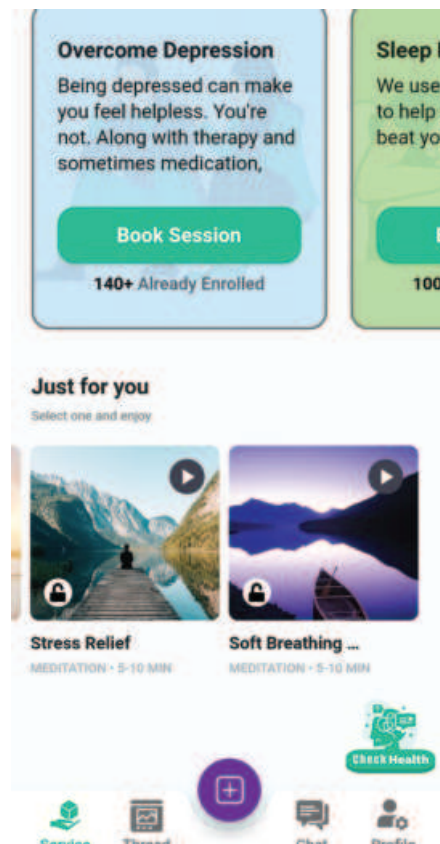 Overcome Depression
Being depressed can make
you feel helpless. You're
not. Along with therapy and
sometimes medication,
Book Session
140+ Already Enrolled
Sleep
We use
to help
beat yo
100
Just for you
Select one and enjoy
Stress Relief
MEDITATION • 5-10 MIN
Soft Breathing ...
MEDITATION • 5-10 MIN
Check Health
Service
Thread
Chat
Profile